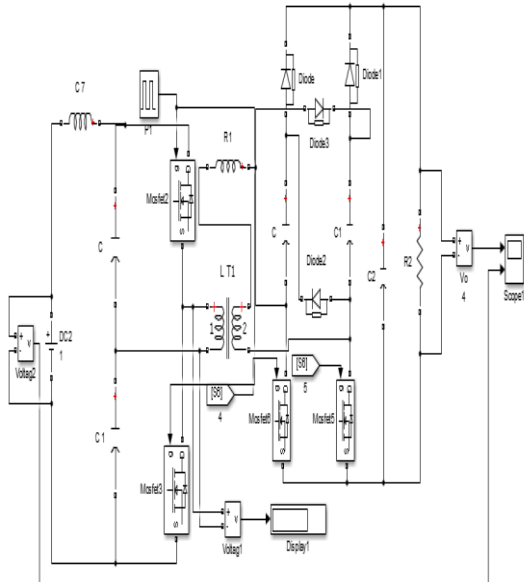 C 7
P1
Diode
Diode1
Diode3
R1
Mosfet2
C
C
C1
Diode2
C2
R2
+
-
v
Vo
4
Scope1
L T1
1
2
DC2
1
+
-
v
Voltag2
C 1
[S6]
4
[S6]
5
Mosfet6
Mosfet5
Mosfet3
+
-
v
Voltag1
Display1